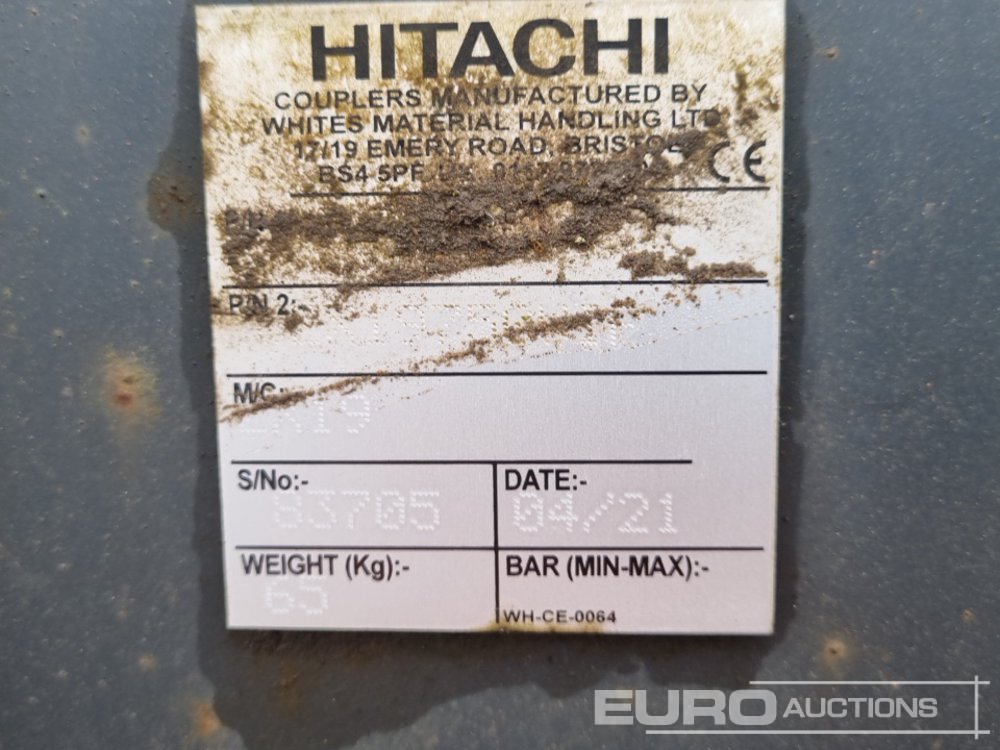 HITACHI
COUPLERS MANUFACTURED BY
WHITES MATERIAL HANDLING LTD
17/19 EMERY ROAD, BRISTOL
BS4 5PF CE
P/N 2:-
M/C:-
S/No:- DATE:-
83705 04/21
WEIGHT (Kg):- BAR (MIN-MAX):-
65
WH-CE-0064
EURO AUCTIONS